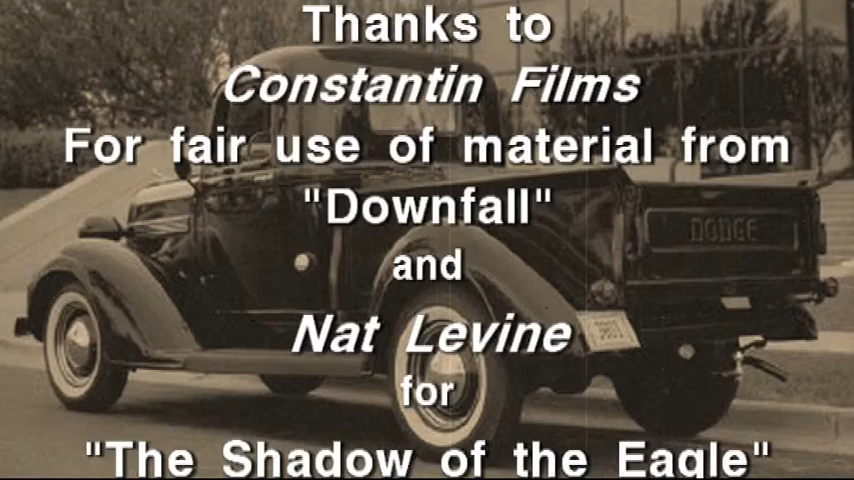 Thanks to
Constantin Films
For fair use of material from
"Downfall"
and
Nat Levine
for
"The Shadow of the Eagle"
DODGE